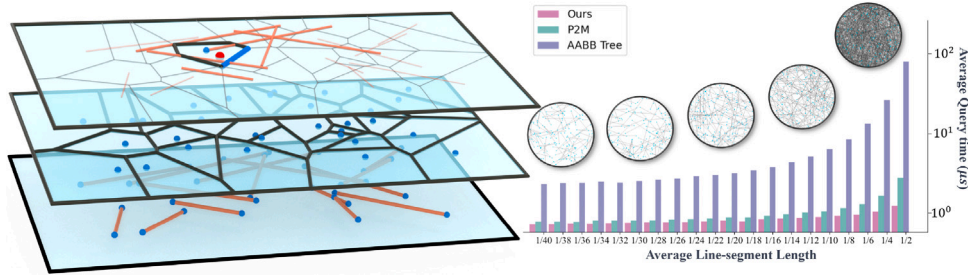 Ours
P2M
AABB Tree
10²
10¹
10⁰
Average Query time (μs)
1/40 1/38 1/36 1/34 1/32 1/30 1/28 1/26 1/24 1/22 1/20 1/18 1/16 1/14 1/12 1/10 1/8 1/6 1/4 1/2
Average Line-segment Length